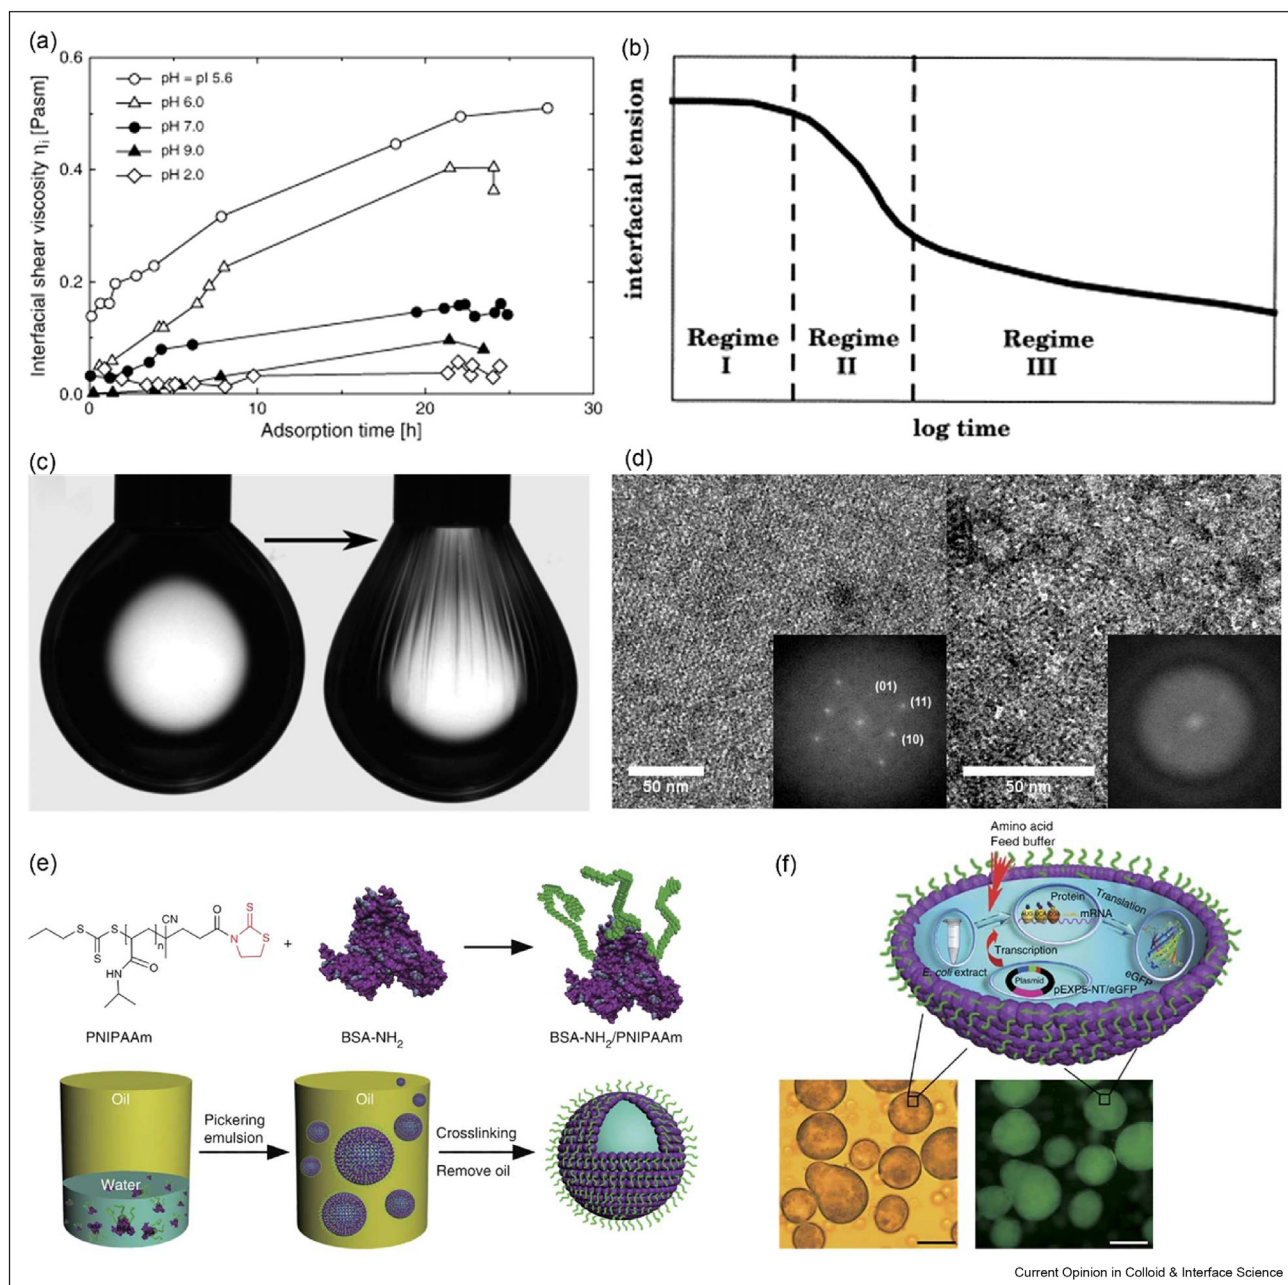 (a)
Interfacial shear viscosity ηi [Pasm]
0.6
0.4
0.2
0.0
pH = pI 5.6
pH 6.0
pH 7.0
pH 9.0
pH 2.0
0
10
20
30
Adsorption time [h]
(b)
interfacial tension
Regime
I
Regime
II
Regime
III
log time
(c)
(d)
(01)
(11)
(10)
50 nm
50 nm
(e)
S
S
S
n
CN
O
S
N
S
O
HN
PNIPAAm
+
BSA-NH2
BSA-NH2/PNIPAAm
Oil
Water
Pickering
emulsion
Oil
Crosslinking
Remove oil
(f)
Amino acid
Feed buffer
Protein
Translation
AUG GCA
mRNA
E. coli extract
Transcription
Plasmid
pEXP5-NT/eGFP
eGFP
Current Opinion in Colloid & Interface Science